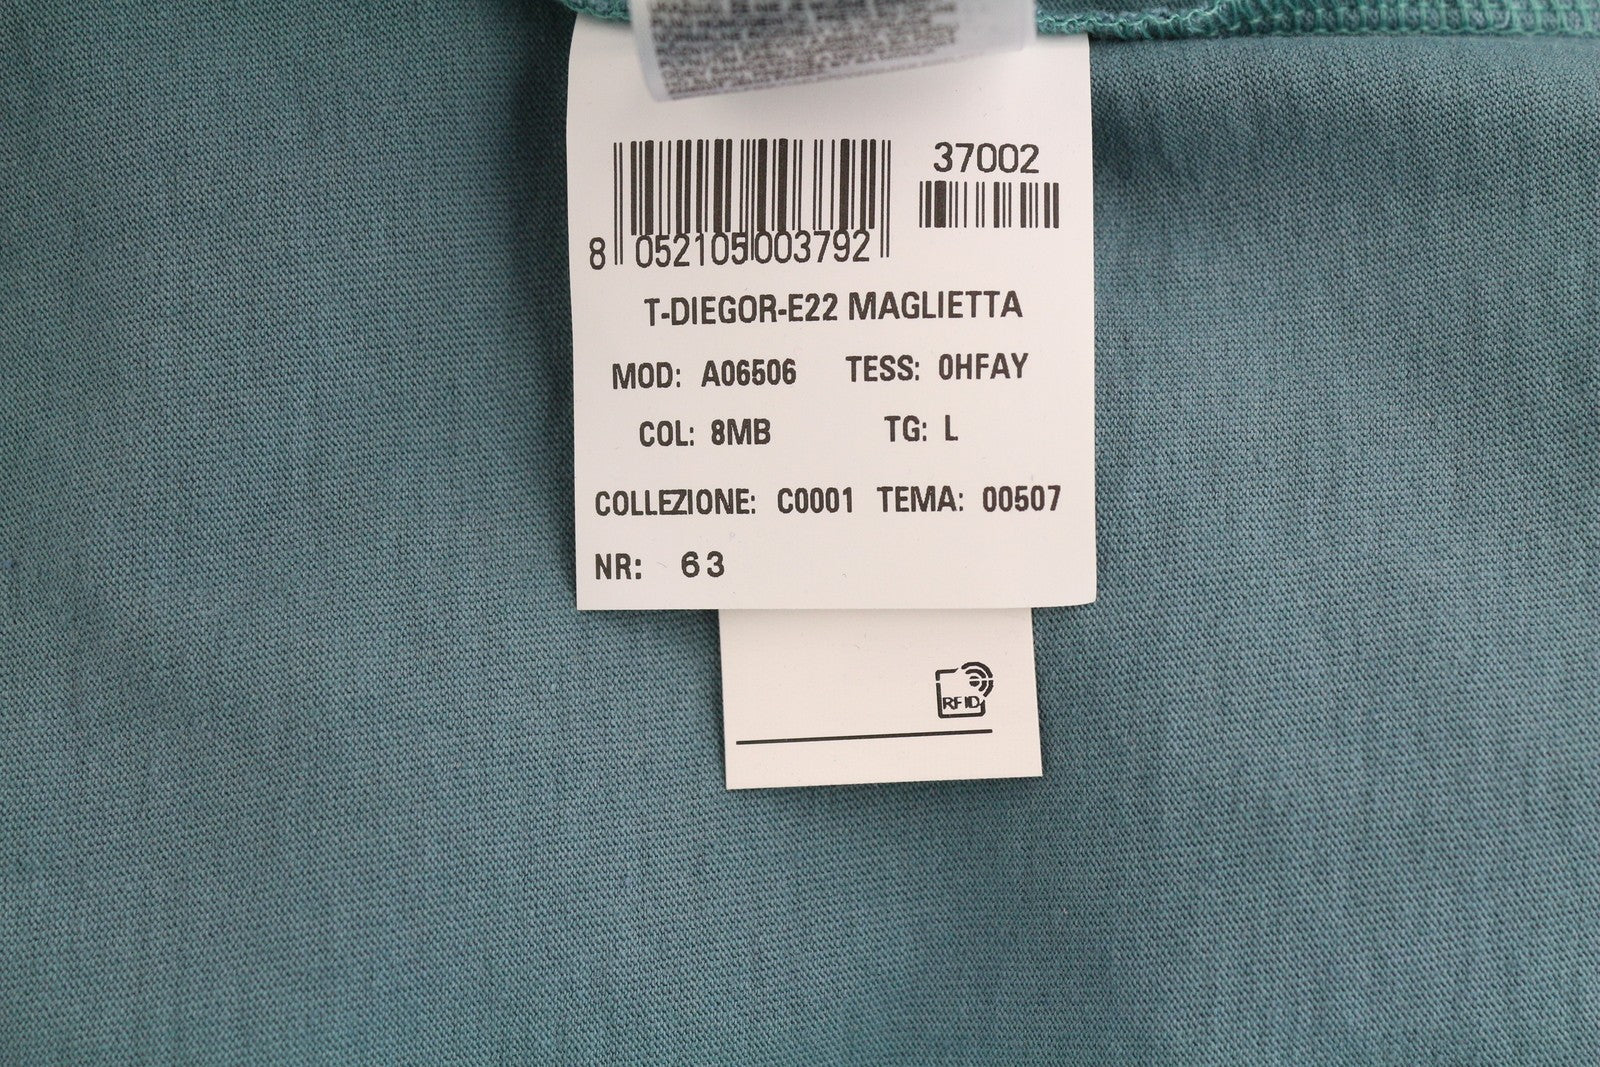 37002
8 052105 003792
T-DIEGOR-E22 MAGLIETTA
MOD: A06506 TESS: 0HFAY
COL: 8MB TG: L
COLLEZIONE: C0001 TEMA: 00507
NR: 63
RFID